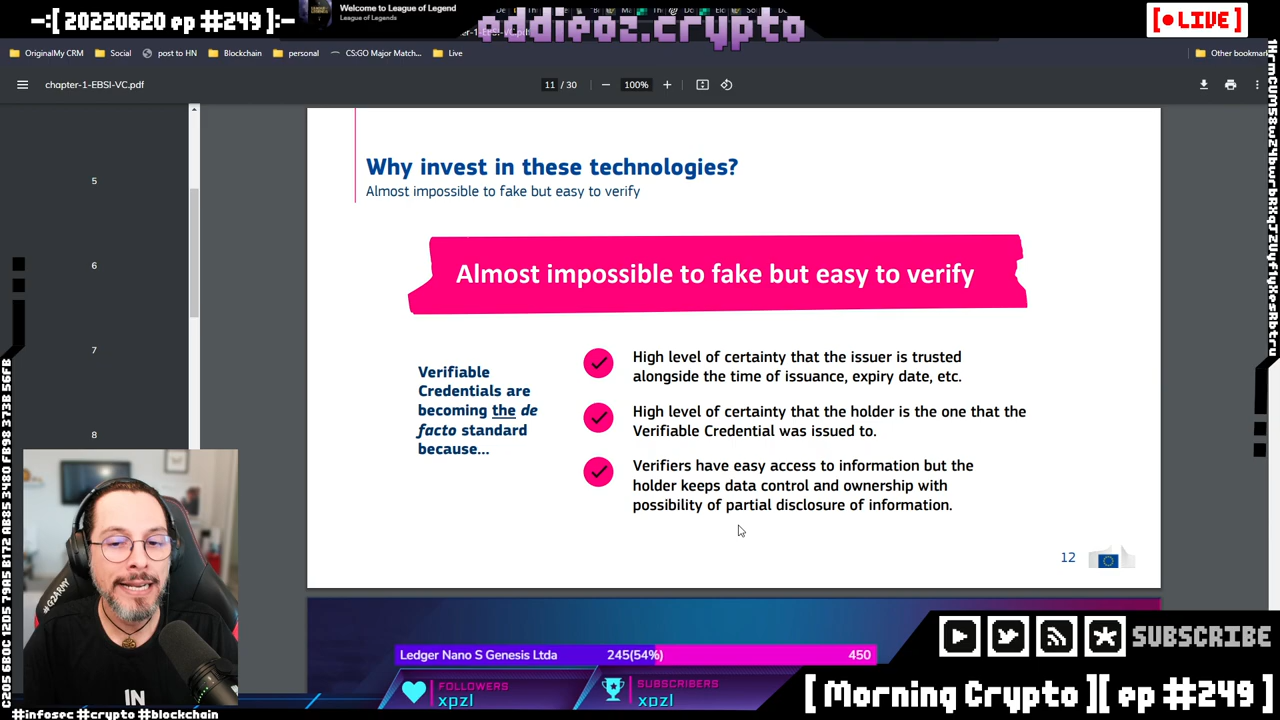 -:[ 20220620 ep #249 ]:-
Welcome to League of Legend
League of Legends
eddieoz.crypto
[● LIVE ]
OriginalMy CRM
Social
post to HN
Blockchain
personal
CS:GO Major Match...
Live
Other bookmar
chapter-1-EBSI-VC.pdf
11 / 30
100%
5
6
7
8
Why invest in these technologies?
Almost impossible to fake but easy to verify
Almost impossible to fake but easy to verify
Verifiable
Credentials are
becoming the de
facto standard
because...
High level of certainty that the issuer is trusted
alongside the time of issuance, expiry date, etc.
High level of certainty that the holder is the one that the
Verifiable Credential was issued to.
Verifiers have easy access to information but the
holder keeps data control and ownership with
possibility of partial disclosure of information.
12
#G2ARMY
IN
Ledger Nano S Genesis Ltda
245(54%)
450
FOLLOWERS
xpzl
SUBSCRIBERS
xpzl
SUBSCRIBE
[ Morning Crypto ][ ep #249 ]
#infosec #crypto #blockchain